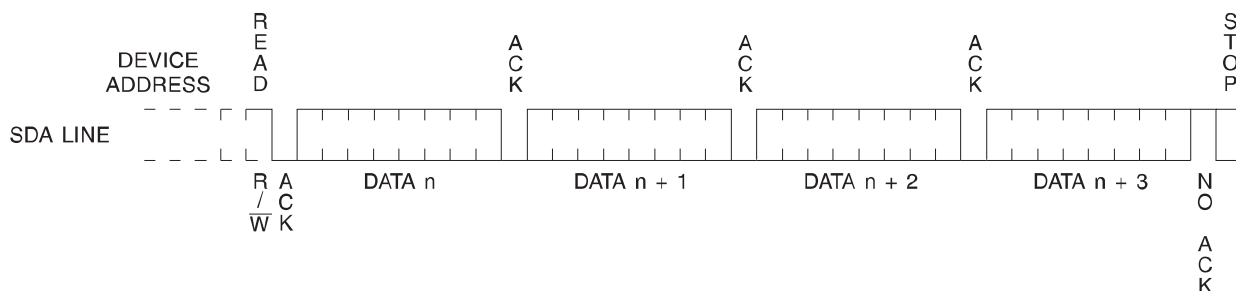 READ
ACK
ACK
ACK
STOP
DEVICE
ADDRESS
SDA LINE
R/W
ACK
DATA n
DATA n + 1
DATA n + 2
DATA n + 3
NO ACK